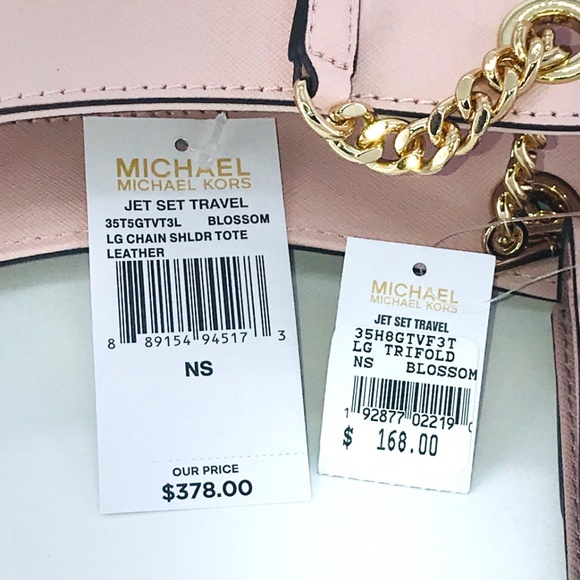 MICHAEL
MICHAEL KORS
JET SET TRAVEL
35T5GTVT3L BLOSSOM
LG CHAIN SHLDR TOTE
LEATHER
8 89154 94517 3
NS
OUR PRICE
$378.00
MICHAEL
MICHAEL KORS
JET SET TRAVEL
35H8GTVF3T
LG TRIFOLD
NS BLOSSOM
1 92877 02219 0
$ 168.00